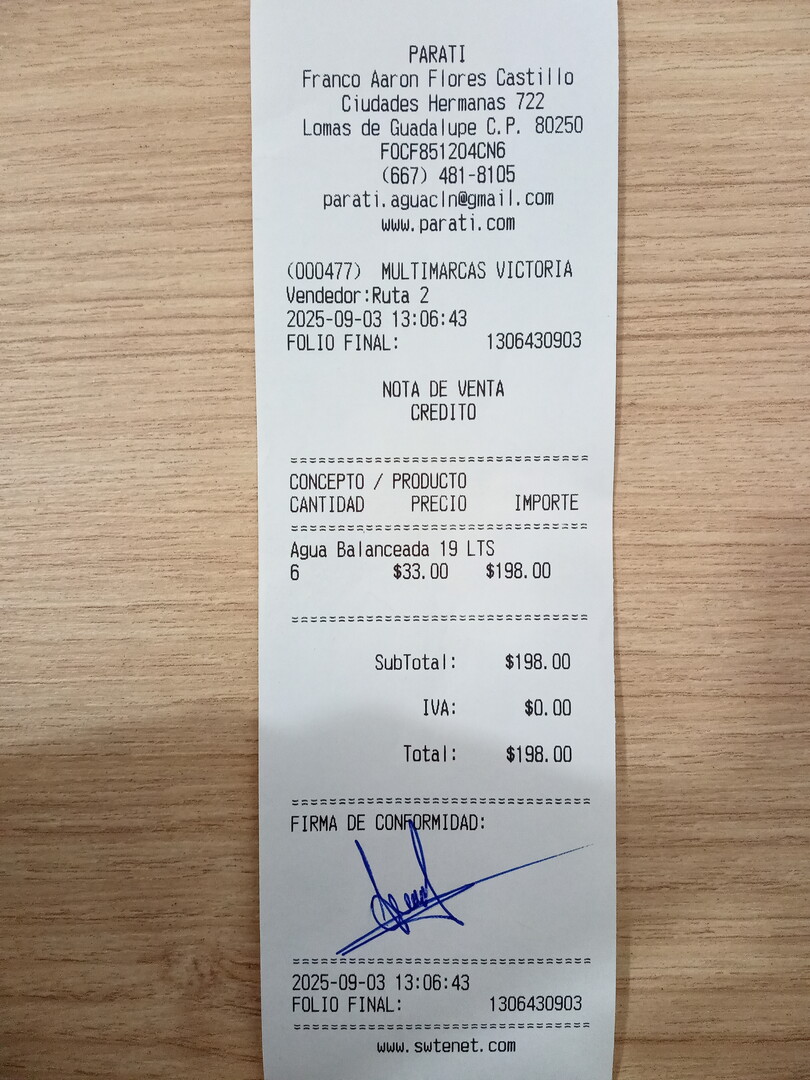 PARATI
Franco Aaron Flores Castillo
Ciudades Hermanas 722
Lomas de Guadalupe C.P. 80250
FOCF851204CN6
(667) 481-8105
parati.aguacln@gmail.com
www.parati.com
(000477) MULTIMARCAS VICTORIA
Vendedor:Ruta 2
2025-09-03 13:06:43
FOLIO FINAL: 1306430903
NOTA DE VENTA
CREDITO
CONCEPTO / PRODUCTO
CANTIDAD PRECIO IMPORTE
Agua Balanceada 19 LTS
6 $33.00 $198.00
SubTotal: $198.00
IVA: $0.00
Total: $198.00
FIRMA DE CONFORMIDAD:
2025-09-03 13:06:43
FOLIO FINAL: 1306430903
www.swtenet.com